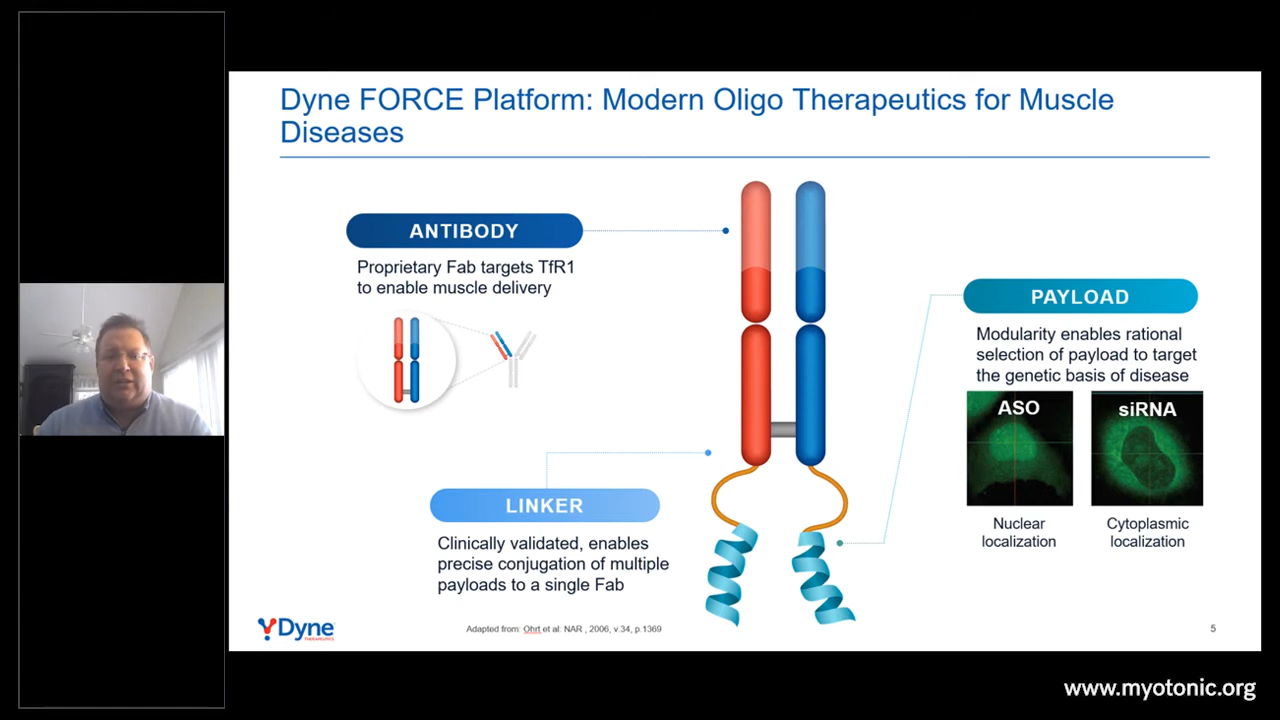 Dyne FORCE Platform: Modern Oligo Therapeutics for Muscle
Diseases
ANTIBODY
Proprietary Fab targets TfR1
to enable muscle delivery
LINKER
Clinically validated, enables
precise conjugation of multiple
payloads to a single Fab
PAYLOAD
Modularity enables rational
selection of payload to target
the genetic basis of disease
ASO
siRNA
Nuclear
localization
Cytoplasmic
localization
Dyne
THERAPEUTICS
Adapted from: Ohrt et al: NAR , 2006, v.34, p.1369
5
www.myotonic.org